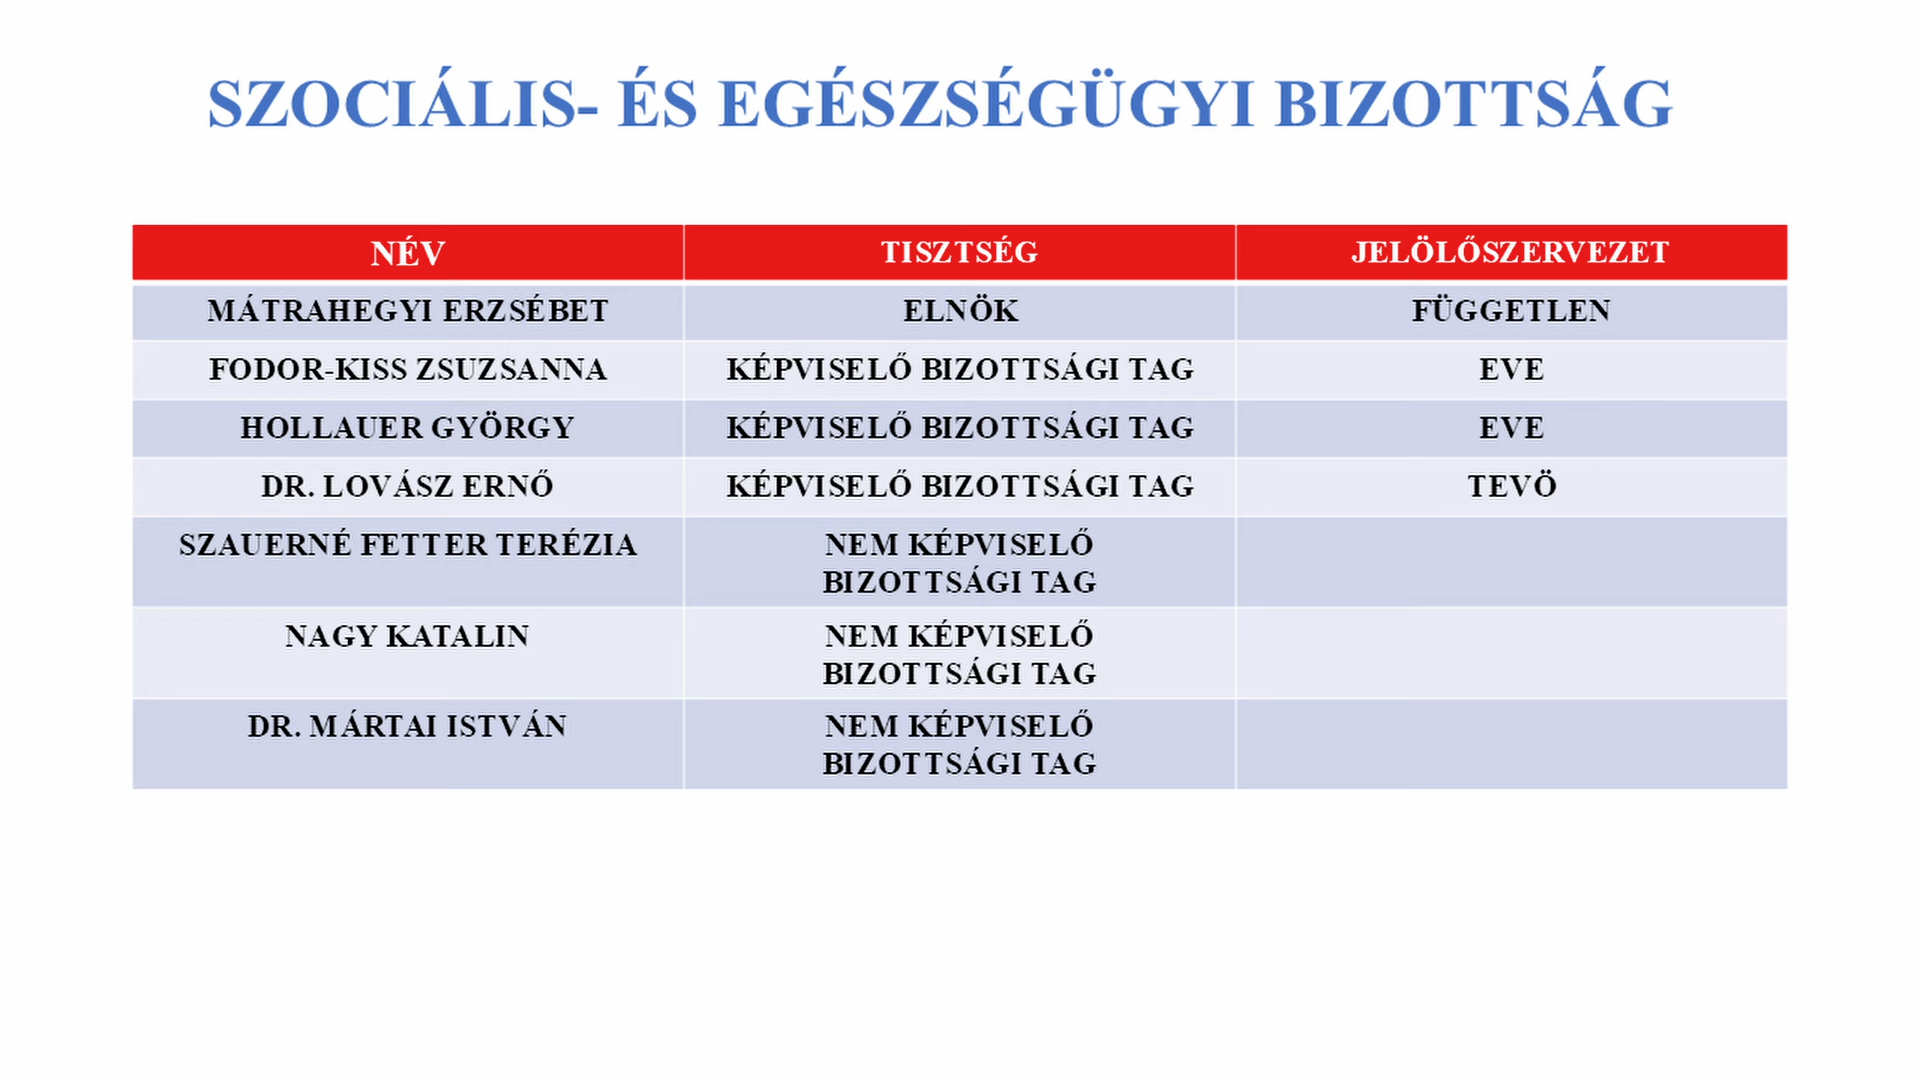 SZOCIÁLIS- ÉS EGÉSZSÉGÜGYI BIZOTTSÁG
NÉV TISZTSÉG JELÖLŐSZERVEZET
MÁTRAHEGYI ERZSÉBET ELNÖK FÜGGETLEN
FODOR-KISS ZSUZSANNA KÉPVISELŐ BIZOTTSÁGI TAG EVE
HOLLAUER GYÖRGY KÉPVISELŐ BIZOTTSÁGI TAG EVE
DR. LOVÁSZ ERNŐ KÉPVISELŐ BIZOTTSÁGI TAG TEVÖ
SZAUERNÉ FETTER TERÉZIA NEM KÉPVISELŐ
BIZOTTSÁGI TAG
NAGY KATALIN NEM KÉPVISELŐ
BIZOTTSÁGI TAG
DR. MÁRTAI ISTVÁN NEM KÉPVISELŐ
BIZOTTSÁGI TAG